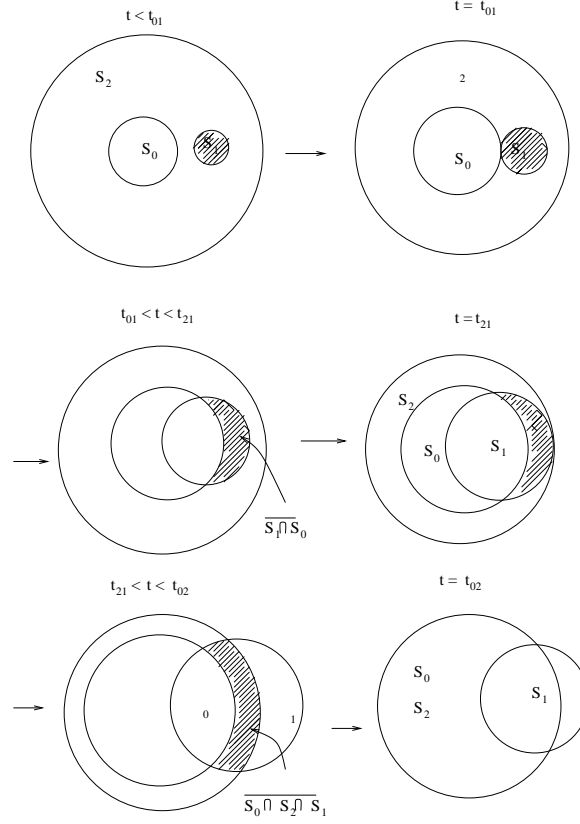 t < t₀₁
t = t₀₁
S₂
S₀
S₁
2
S₀
S₁
t₀₁ < t < t₂₁
t = t₂₁
S₂
S₀
S₁
S₁∩S₀
t₂₁ < t < t₀₂
t = t₀₂
0
1
S₀
S₂
S₁
S₀ ∩ S₂ ∩ S₁